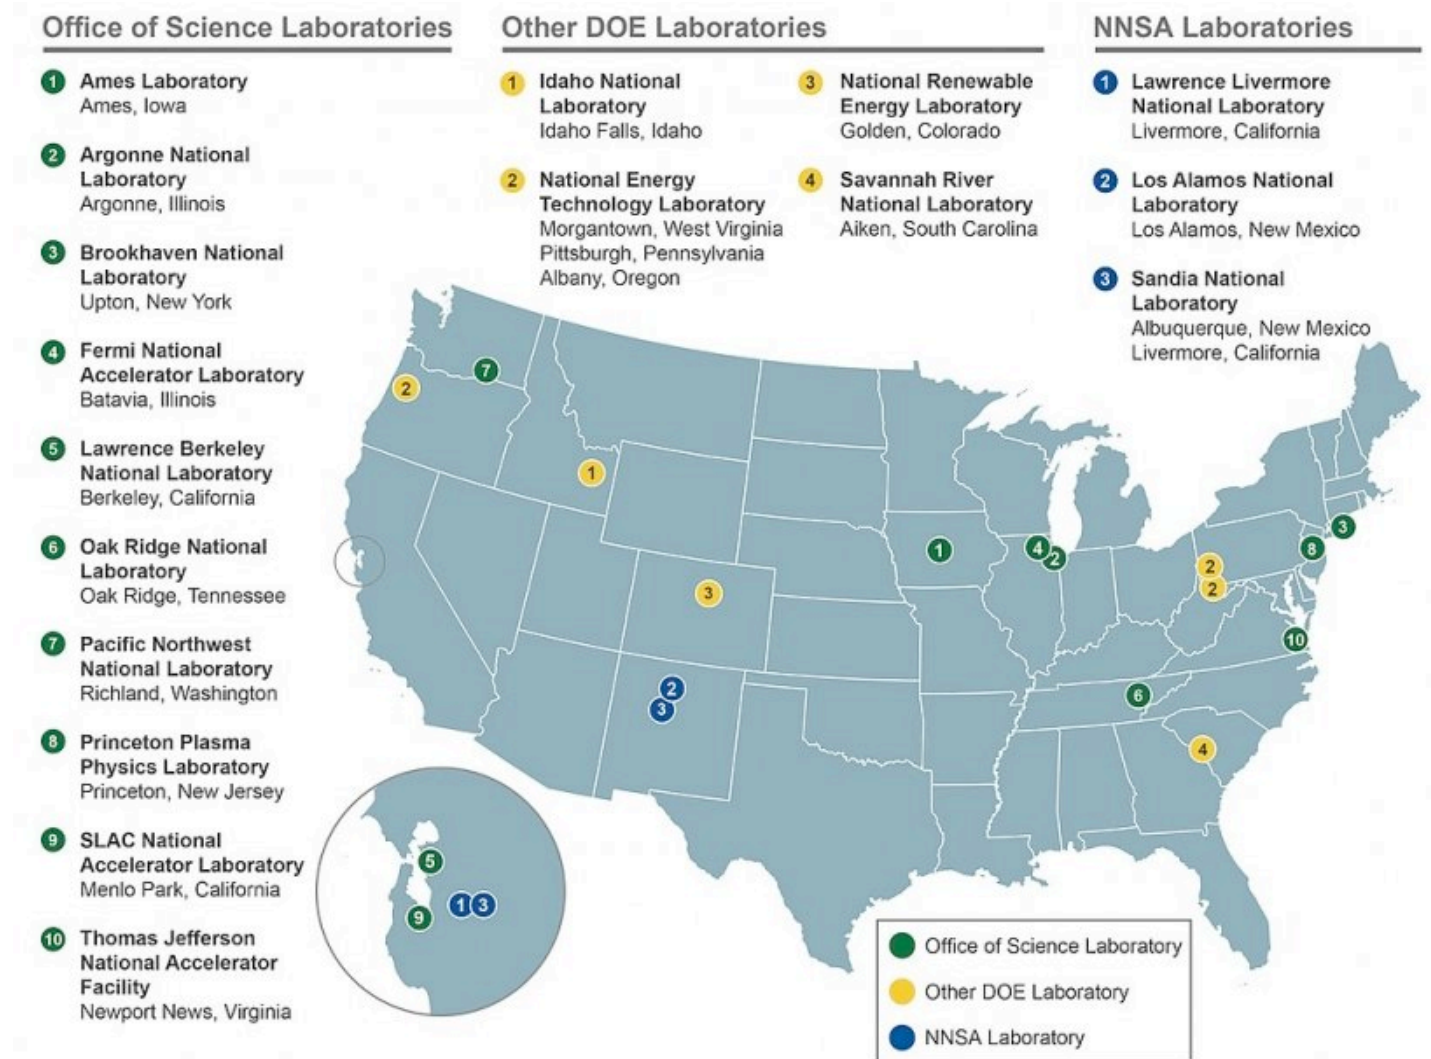 Office of Science Laboratories
1 Ames Laboratory
Ames, Iowa
2 Argonne National
Laboratory
Argonne, Illinois
3 Brookhaven National
Laboratory
Upton, New York
4 Fermi National
Accelerator Laboratory
Batavia, Illinois
5 Lawrence Berkeley
National Laboratory
Berkeley, California
6 Oak Ridge National
Laboratory
Oak Ridge, Tennessee
7 Pacific Northwest
National Laboratory
Richland, Washington
8 Princeton Plasma
Physics Laboratory
Princeton, New Jersey
9 SLAC National
Accelerator Laboratory
Menlo Park, California
10 Thomas Jefferson
National Accelerator
Facility
Newport News, Virginia
Other DOE Laboratories
1 Idaho National
Laboratory
Idaho Falls, Idaho
2 National Energy
Technology Laboratory
Morgantown, West Virginia
Pittsburgh, Pennsylvania
Albany, Oregon
3 National Renewable
Energy Laboratory
Golden, Colorado
4 Savannah River
National Laboratory
Aiken, South Carolina
NNSA Laboratories
1 Lawrence Livermore
National Laboratory
Livermore, California
2 Los Alamos National
Laboratory
Los Alamos, New Mexico
3 Sandia National
Laboratory
Albuquerque, New Mexico
Livermore, California
7
2
1
3
2
3
1
4
2
2
2
8
3
10
6
4
5
1
3
9
Office of Science Laboratory
Other DOE Laboratory
NNSA Laboratory